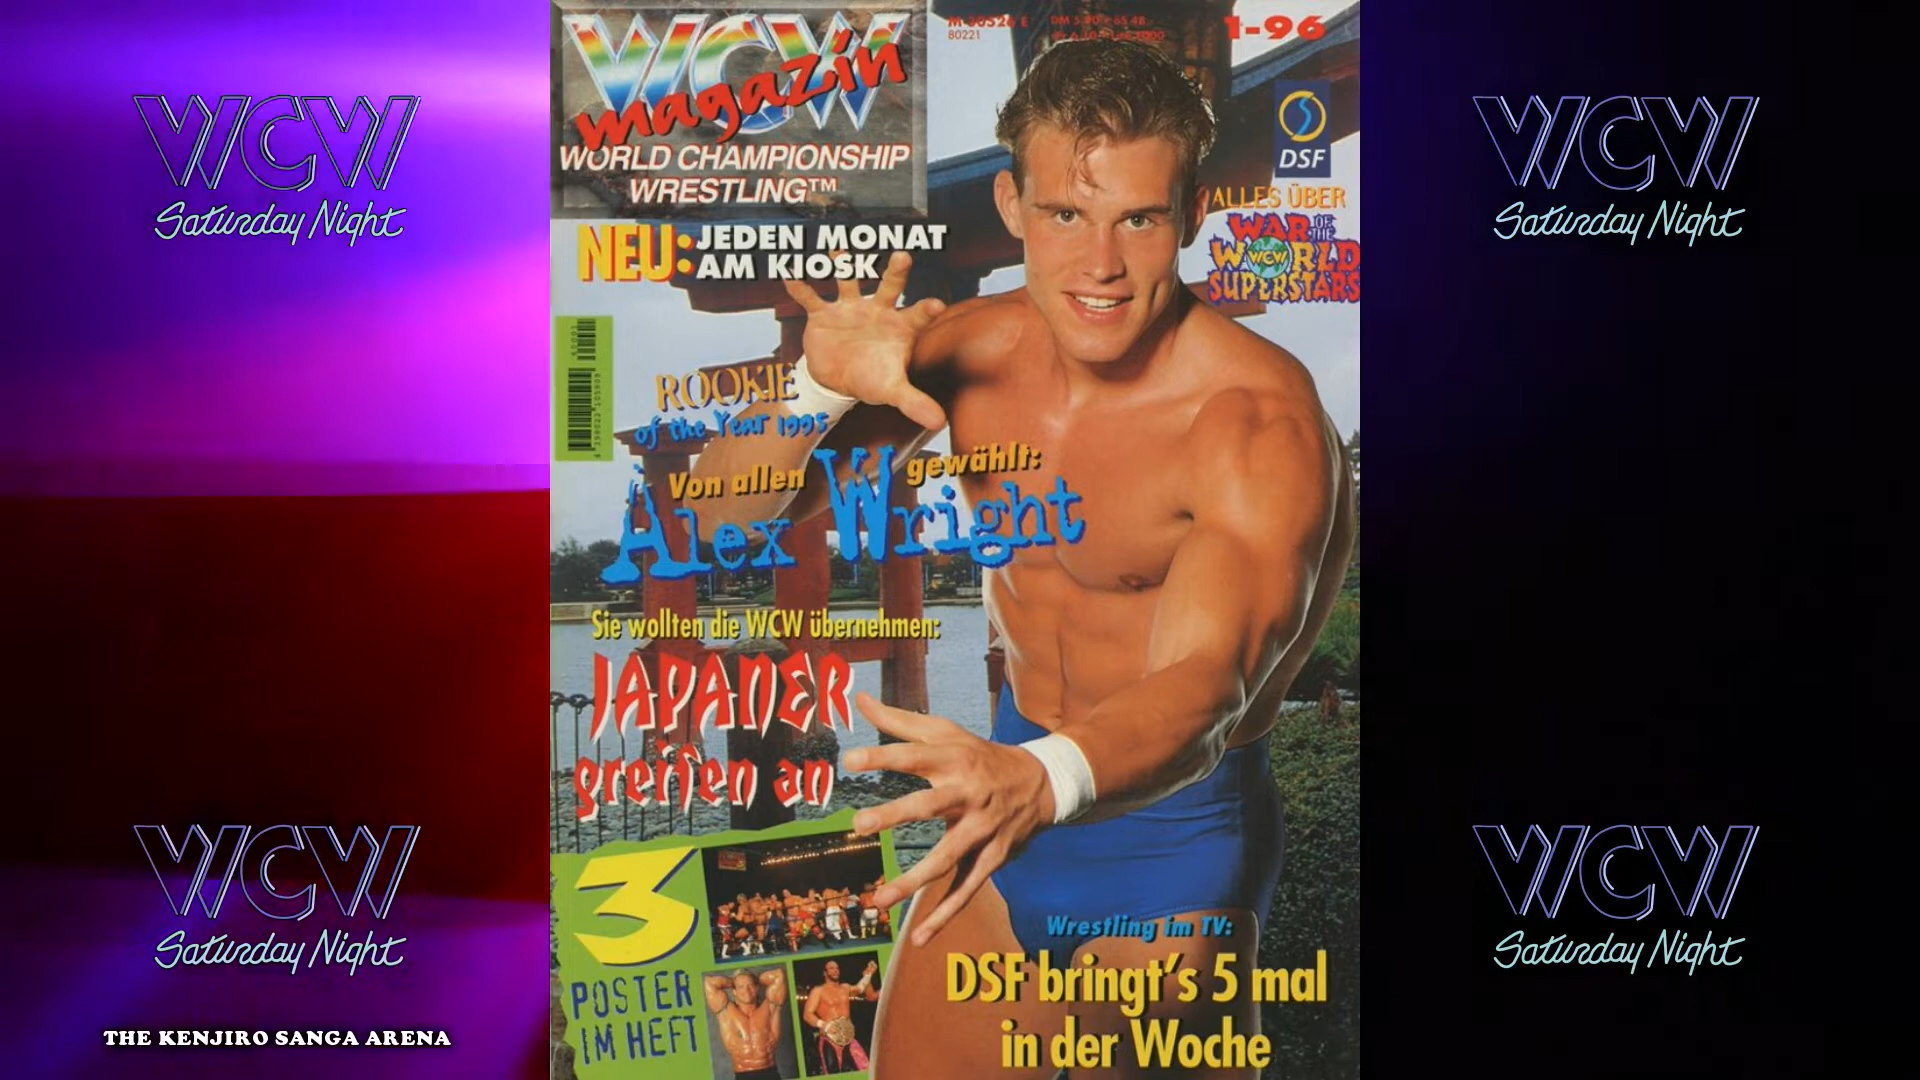 WCW
Saturday Night
WCW
magazin
WORLD CHAMPIONSHIP
WRESTLING™
80221
1-96
DSF
WCW
Saturday Night
NEU: JEDEN MONAT
AM KIOSK
ALLES ÜBER
WAR OF THE
WORLD
WCW
SUPERSTARS
ROOKIE
of the Year 1995
Von allen gewählt:
Alex Wright
Sie wollten die WCW übernehmen:
JAPANER
greifen an
3
POSTER
IM HEFT
Wrestling im TV:
DSF bringt's 5 mal
in der Woche
WCW
Saturday Night
THE KENJIRO SANGA ARENA
WCW
Saturday Night